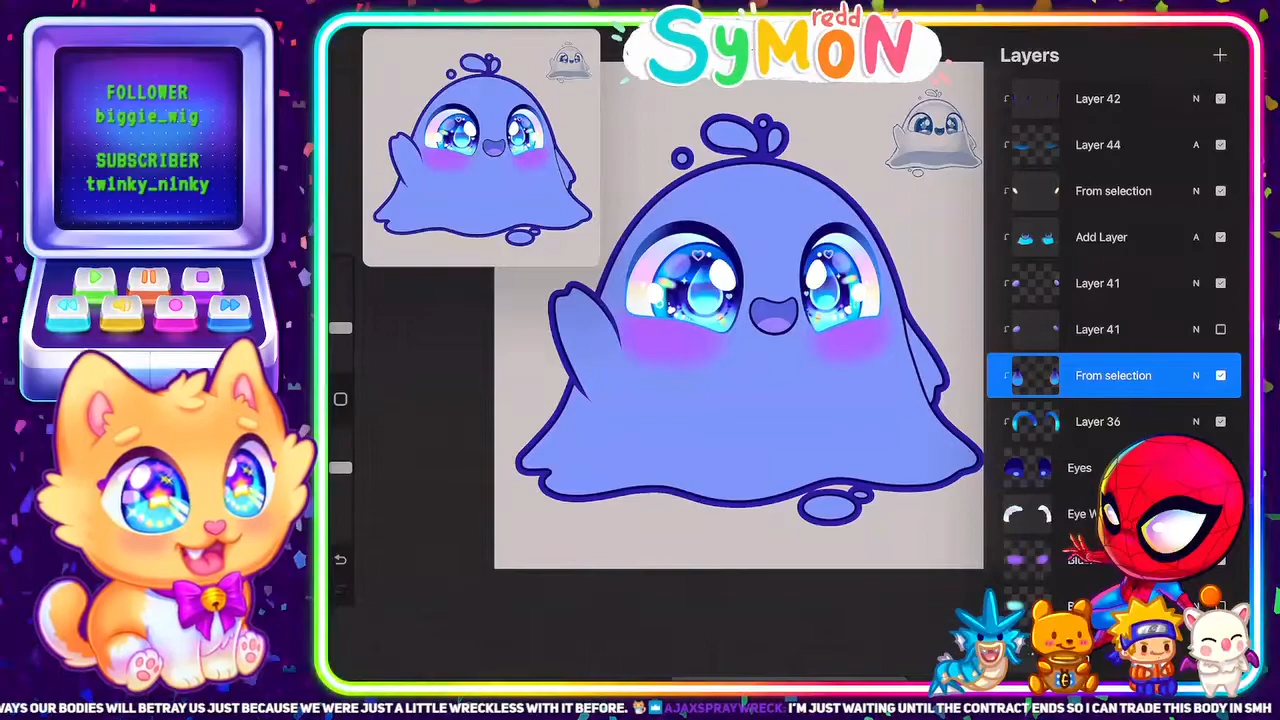 redd
SyMON
FOLLOWER
biggie_wig
SUBSCRIBER
tw1nky_n1nky
Layers
Layer 42 N
Layer 44 A
From selection N
Add Layer A
Layer 41 N
Layer 41 N
From selection N
Layer 36 N
Eyes
Eye W
WAYS OUR BODIES WILL BETRAY US JUST BECAUSE WE WERE JUST A LITTLE WRECKLESS WITH IT BEFORE. AJAXSPRAYWRECK: I'M JUST WAITING UNTIL THE CONTRACT ENDS SO I CAN TRADE THIS BODY IN SMH